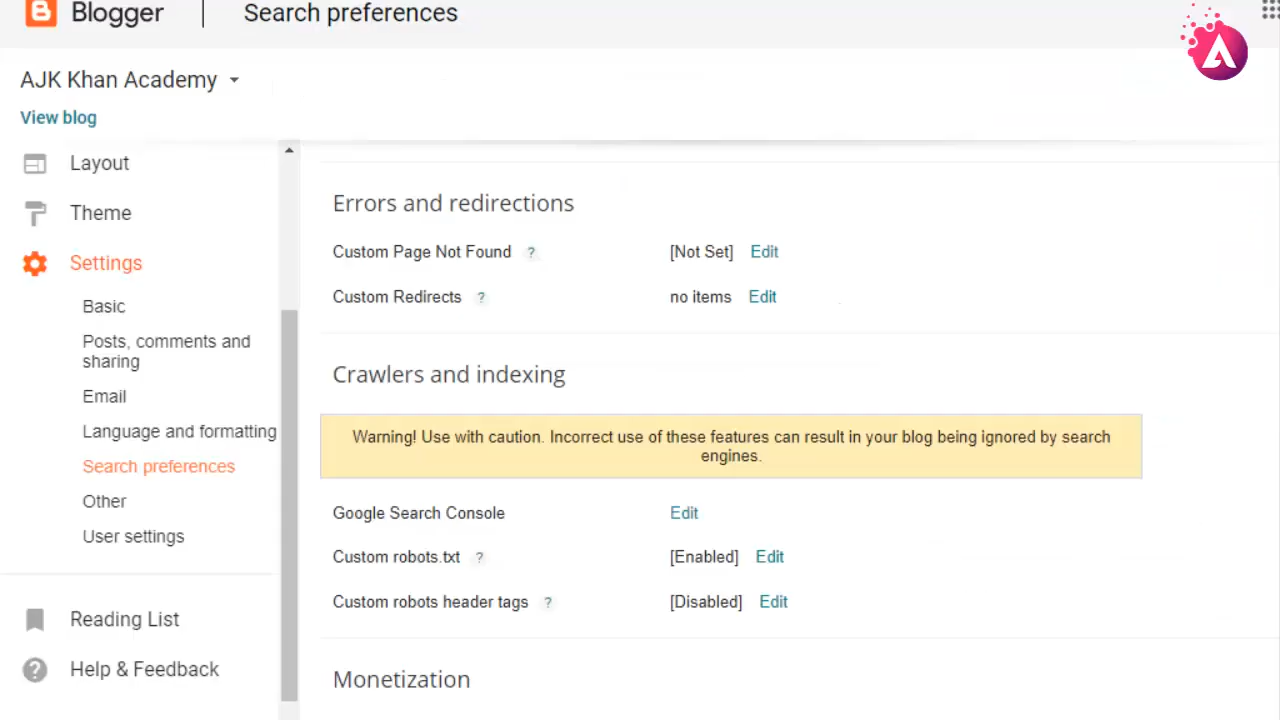 Blogger
Search preferences
AJK Khan Academy
View blog
Layout
Theme
Settings
Basic
Posts, comments and
sharing
Email
Language and formatting
Search preferences
Other
User settings
Reading List
Help & Feedback
Errors and redirections
Custom Page Not Found ? [Not Set] Edit
Custom Redirects ? no items Edit
Crawlers and indexing
Warning! Use with caution. Incorrect use of these features can result in your blog being ignored by search
engines.
Google Search Console Edit
Custom robots.txt ? [Enabled] Edit
Custom robots header tags ? [Disabled] Edit
Monetization